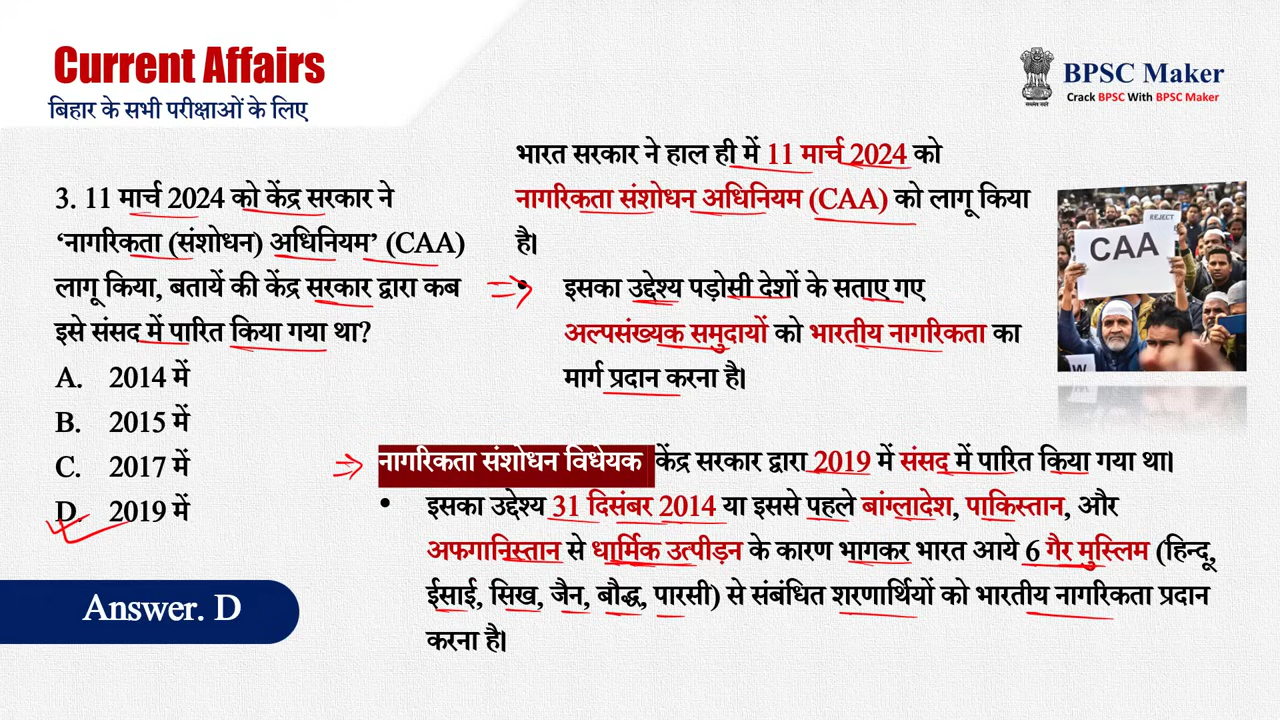 Current Affairs
बिहार के सभी परीक्षाओं के लिए
BPSC Maker
Crack BPSC With BPSC Maker
3. 11 मार्च 2024 को केंद्र सरकार ने
‘नागरिकता (संशोधन) अधिनियम’ (CAA)
लागू किया, बतायें की केंद्र सरकार द्वारा कब
इसे संसद में पारित किया गया था?
A. 2014 में
B. 2015 में
C. 2017 में
D. 2019 में
Answer. D
भारत सरकार ने हाल ही में 11 मार्च 2024 को
नागरिकता संशोधन अधिनियम (CAA) को लागू किया
है।
• इसका उद्देश्य पड़ोसी देशों के सताए गए
अल्पसंख्यक समुदायों को भारतीय नागरिकता का
मार्ग प्रदान करना है।
REJECT
CAA
W
नागरिकता संशोधन विधेयक केंद्र सरकार द्वारा 2019 में संसद में पारित किया गया था।
• इसका उद्देश्य 31 दिसंबर 2014 या इससे पहले बांग्लादेश, पाकिस्तान, और
अफगानिस्तान से धार्मिक उत्पीड़न के कारण भागकर भारत आये 6 गैर मुस्लिम (हिन्दू,
ईसाई, सिख, जैन, बौद्ध, पारसी) से संबंधित शरणार्थियों को भारतीय नागरिकता प्रदान
करना है।